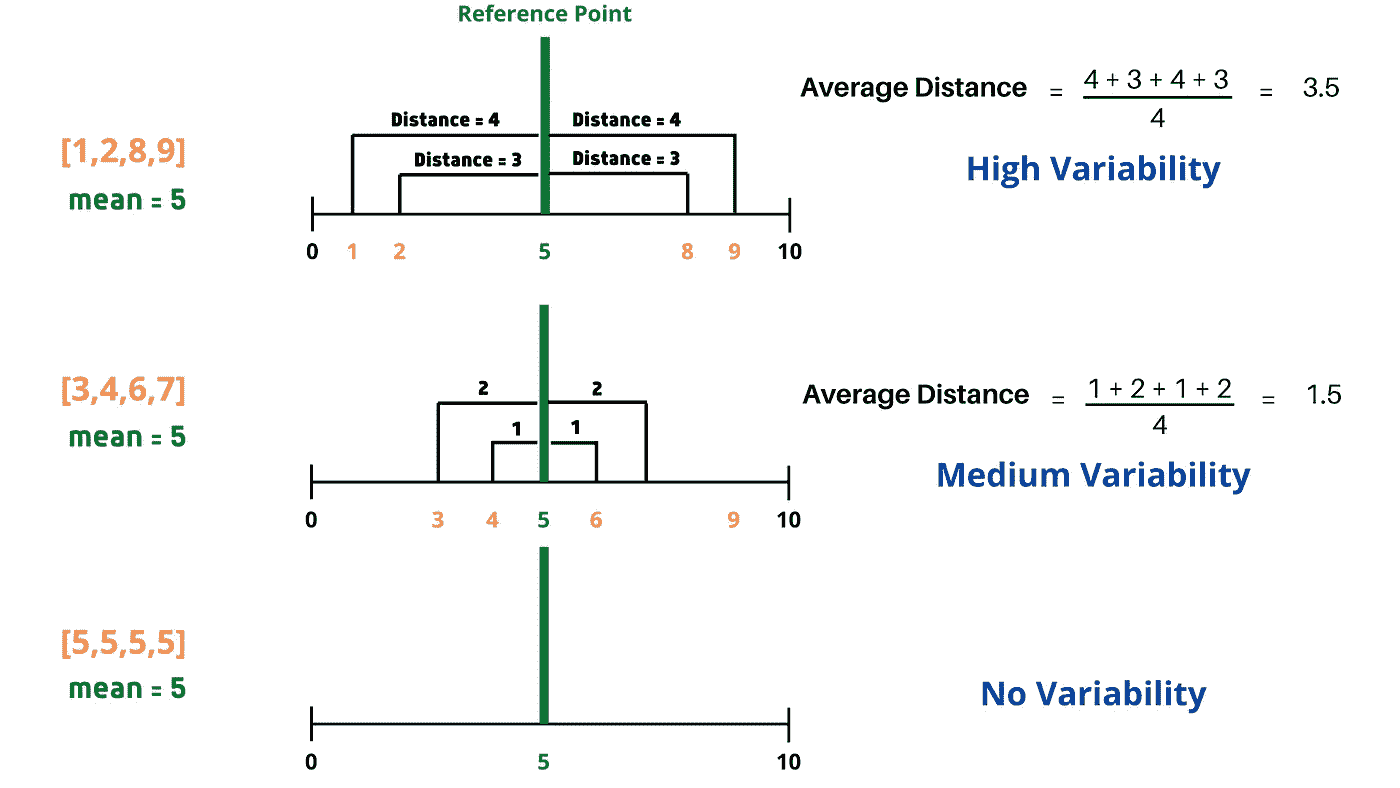 Reference Point
[1,2,8,9]
mean = 5
Distance = 4
Distance = 4
Distance = 3
Distance = 3
0 1 2 5 8 9 10
Average Distance = 4 + 3 + 4 + 3 = 3.5
4
High Variability
[3,4,6,7]
mean = 5
2 2
1 1
0 3 4 5 6 9 10
Average Distance = 1 + 2 + 1 + 2 = 1.5
4
Medium Variability
[5,5,5,5]
mean = 5
0 5 10
No Variability